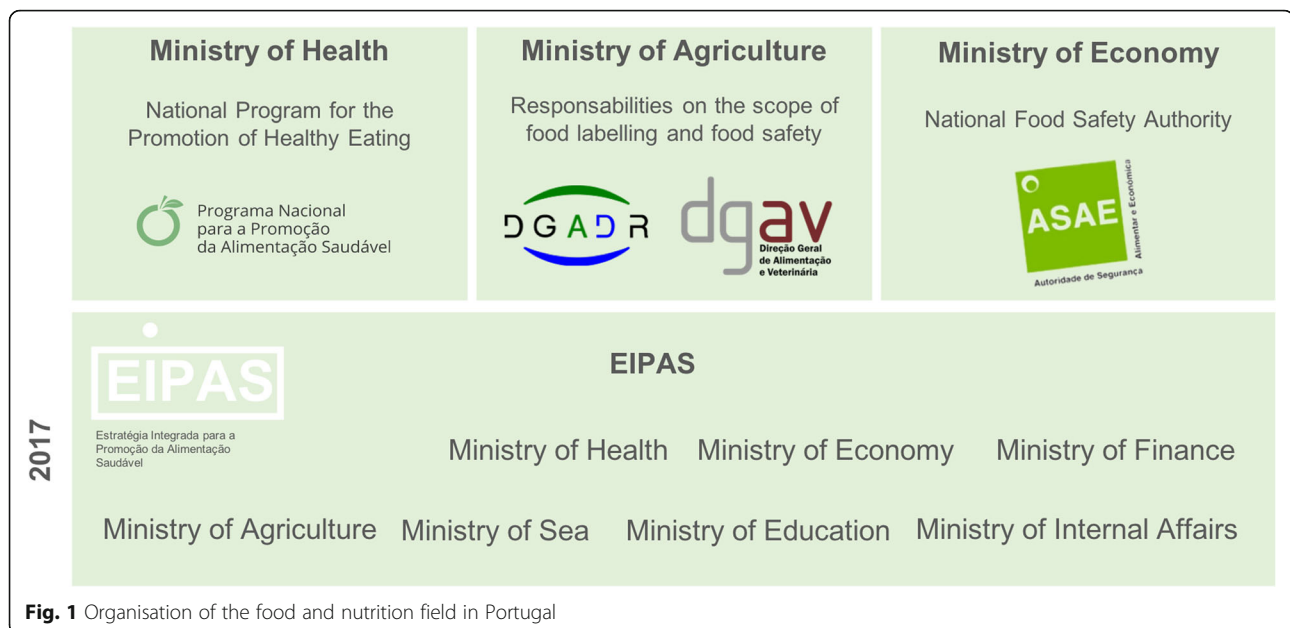 Ministry of Health
National Program for the
Promotion of Healthy Eating
Programa Nacional
para a Promoção
da Alimentação Saudável
Ministry of Agriculture
Responsabilities on the scope of
food labelling and food safety
DGADR
dgav
Direção Geral
de Alimentação
e Veterinária
Ministry of Economy
National Food Safety Authority
ASAE
Autoridade de Segurança
Alimentar e Económica
2017
EIPAS
Estratégia Integrada para a
Promoção da Alimentação
Saudável
EIPAS
Ministry of Health Ministry of Economy Ministry of Finance
Ministry of Agriculture Ministry of Sea Ministry of Education Ministry of Internal Affairs
Fig. 1 Organisation of the food and nutrition field in Portugal